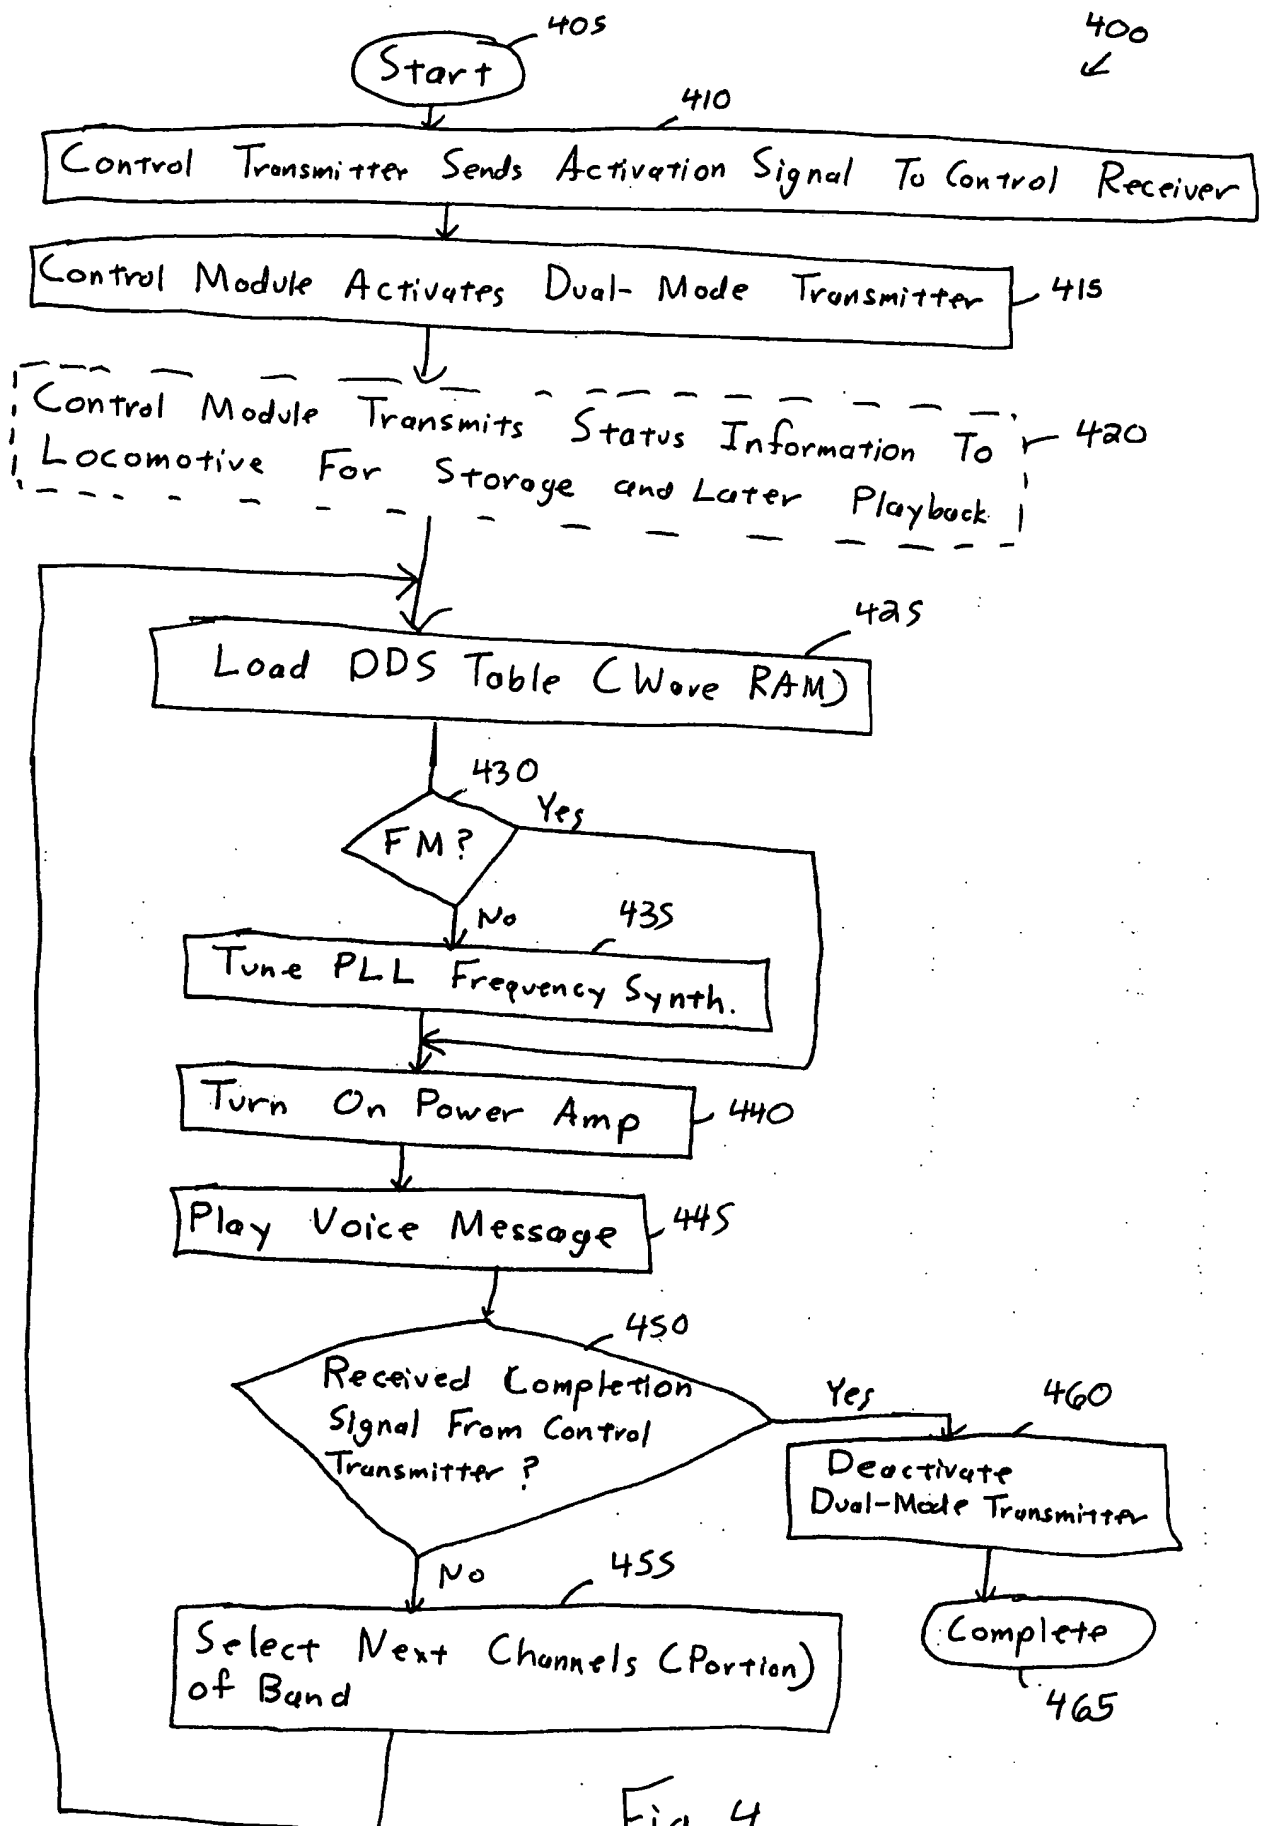 405
400
Start
410
Control Transmitter Sends Activation Signal To Control Receiver
Control Module Activates Dual-Mode Transmitter
415
Control Module Transmits Status Information To
Locomotive For Storage and Later Playback
420
425
Load DDS Table (Wave RAM)
430
Yes
FM?
No
435
Tune PLL Frequency Synth.
Turn On Power Amp
440
Play Voice Message
445
450
Received Completion
Signal From Control
Transmitter?
Yes
460
Deactivate
Dual-Mode Transmitter
No
455
Select Next Channels (Portion)
of Band
Complete
465
Fig. 4